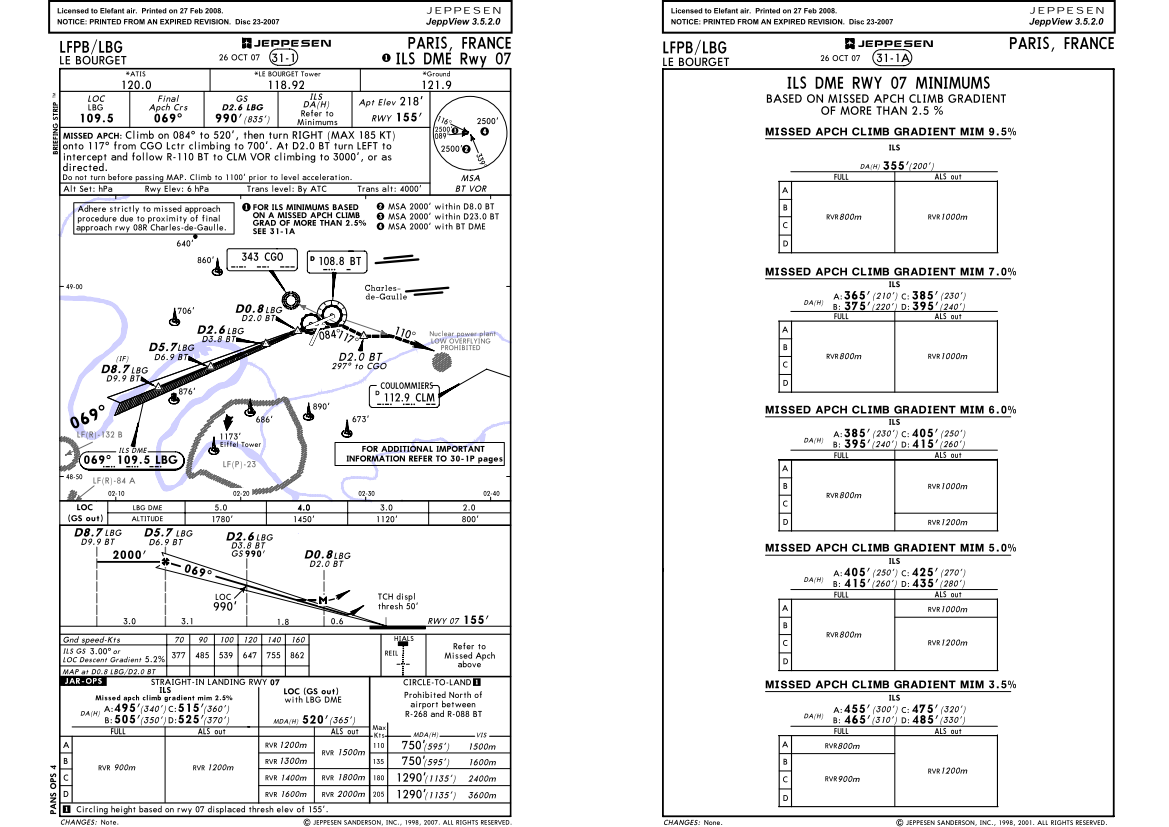 Licensed to Elefant air. Printed on 27 Feb 2008.
NOTICE: PRINTED FROM AN EXPIRED REVISION. Disc 23-2007
JEPPESEN
JeppView 3.5.2.0
LFPB/LBG
LE BOURGET
JEPPESEN
26 OCT 07 31-1
PARIS, FRANCE
1 ILS DME Rwy 07
BRIEFING STRIP TM
*ATIS
120.0
*LE BOURGET Tower
118.92
*Ground
121.9
LOC
LBG
109.5
Final
Apch Crs
069°
GS
D2.6 LBG
990'(835')
ILS
DA(H)
Refer to
Minimums
Apt Elev 218'
RWY 155'
MISSED APCH: Climb on 084° to 520', then turn RIGHT (MAX 185 KT)
onto 117° from CGO Lctr climbing to 700'. At D2.0 BT turn LEFT to
intercept and follow R-110 BT to CLM VOR climbing to 3000', or as
directed.
Do not turn before passing MAP. Climb to 1100' prior to level acceleration.
Alt Set: hPa Rwy Elev: 6 hPa Trans level: By ATC Trans alt: 4000'
116°
2500' 3
089°
2500'
4
2500' 2
339°
MSA
BT VOR
Adhere strictly to missed approach
procedure due to proximity of final
approach rwy 08R Charles-de-Gaulle.
1 FOR ILS MINIMUMS BASED
ON A MISSED APCH CLIMB
GRAD OF MORE THAN 2.5%
SEE 31-1A
2 MSA 2000' within D8.0 BT
3 MSA 2000' within D23.0 BT
4 MSA 2000' with BT DME
640'
860'
343 CGO
D 108.8 BT
Charles-
de-Gaulle
49-00
706'
D0.8 LBG
D2.0 BT
D2.6 LBG
D3.8 BT
D5.7 LBG
D6.9 BT
(IF)
D8.7 LBG
D9.9 BT
084°
117°
110°
Nuclear power plant
LOW OVERFLYING
PROHIBITED
D2.0 BT
297° to CGO
COULOMMIERS
D 112.9 CLM
876'
686'
890'
673'
069°
LF(R)-132 B
1173'
Eiffel Tower
LF(P)-23
ILS DME
069° 109.5 LBG
FOR ADDITIONAL IMPORTANT
INFORMATION REFER TO 30-1P pages
48-50
LF(R)-84 A
02-10 02-20 02-30 02-40
LOC
(GS out)
LBG DME 5.0 4.0 3.0 2.0
ALTITUDE 1780' 1450' 1120' 800'
D8.7 LBG
D9.9 BT
D5.7 LBG
D6.9 BT
D2.6 LBG
D3.8 BT
GS 990'
D0.8 LBG
D2.0 BT
2000'
069°
LOC
990'
M
TCH displ
thresh 50'
3.0 3.1 1.8 0.6
RWY 07 155'
Gnd speed-Kts 70 90 100 120 140 160
ILS GS 3.00° or
LOC Descent Gradient 5.2% 377 485 539 647 755 862
MAP at D0.8 LBG/D2.0 BT
HIALS
REIL
Refer to
Missed Apch
above
JAR-OPS STRAIGHT-IN LANDING RWY 07
ILS
Missed apch climb gradient mim 2.5%
DA(H) A: 495'(340') C: 515'(360')
B: 505'(350') D: 525'(370')
FULL ALS out
LOC (GS out)
with LBG DME
MDA(H) 520'(365')
ALS out
CIRCLE-TO-LAND 1
Prohibited North of
airport between
R-268 and R-088 BT
Max
Kts MDA(H) VIS
A RVR 900m RVR 1200m RVR 1200m RVR 1500m 110 750'(595') 1500m
B RVR 1300m 135 750'(595') 1600m
C RVR 1400m RVR 1800m 180 1290'(1135') 2400m
D RVR 1600m RVR 2000m 205 1290'(1135') 3600m
1 Circling height based on rwy 07 displaced thresh elev of 155'.
PANS OPS 4
CHANGES: Note.
© JEPPESEN SANDERSON, INC., 1998, 2007. ALL RIGHTS RESERVED.
Licensed to Elefant air. Printed on 27 Feb 2008.
NOTICE: PRINTED FROM AN EXPIRED REVISION. Disc 23-2007
JEPPESEN
JeppView 3.5.2.0
LFPB/LBG
LE BOURGET
JEPPESEN
26 OCT 07 31-1A
PARIS, FRANCE
ILS DME RWY 07 MINIMUMS
BASED ON MISSED APCH CLIMB GRADIENT
OF MORE THAN 2.5 %
MISSED APCH CLIMB GRADIENT MIM 9.5%
ILS
DA(H) 355'(200')
FULL ALS out
A
B
RVR 800m RVR 1000m
C
D
MISSED APCH CLIMB GRADIENT MIM 7.0%
ILS
DA(H) A: 365'(210') C: 385'(230')
B: 375'(220') D: 395'(240')
FULL ALS out
A
B
RVR 800m RVR 1000m
C
D
MISSED APCH CLIMB GRADIENT MIM 6.0%
ILS
DA(H) A: 385'(230') C: 405'(250')
B: 395'(240') D: 415'(260')
FULL ALS out
A
B
RVR 800m RVR 1000m
C
D RVR 1200m
MISSED APCH CLIMB GRADIENT MIM 5.0%
ILS
DA(H) A: 405'(250') C: 425'(270')
B: 415'(260') D: 435'(280')
FULL ALS out
A RVR 1000m
B
RVR 800m RVR 1200m
C
D
MISSED APCH CLIMB GRADIENT MIM 3.5%
ILS
DA(H) A: 455'(300') C: 475'(320')
B: 465'(310') D: 485'(330')
FULL ALS out
A RVR 800m
B
RVR 900m RVR 1200m
C
D
CHANGES: None.
© JEPPESEN SANDERSON, INC., 1998, 2001. ALL RIGHTS RESERVED.